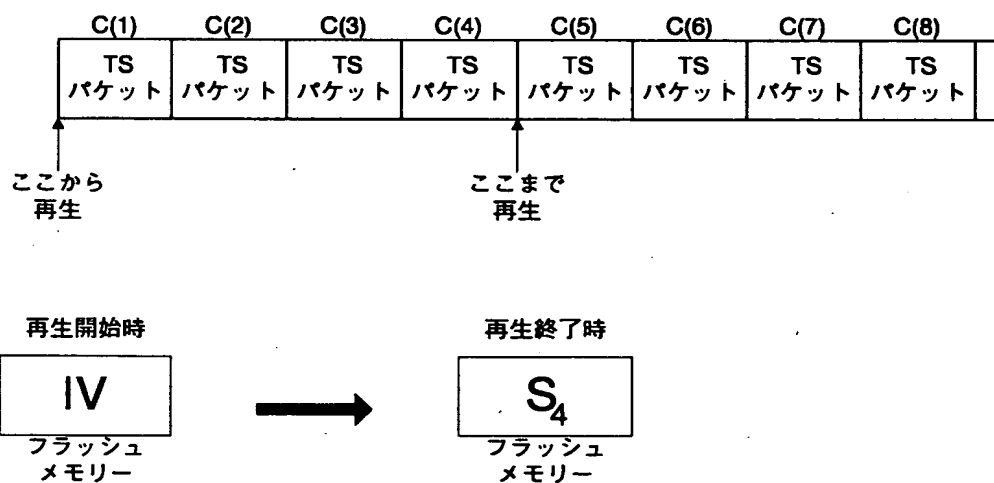 C(1) C(2) C(3) C(4) C(5) C(6) C(7) C(8)
TS TS TS TS TS TS TS TS
パケット パケット パケット パケット パケット パケット パケット パケット
ここから ここまで
再生 再生
再生開始時 再生終了時
IV S₄
フラッシュ フラッシュ
メモリー メモリー